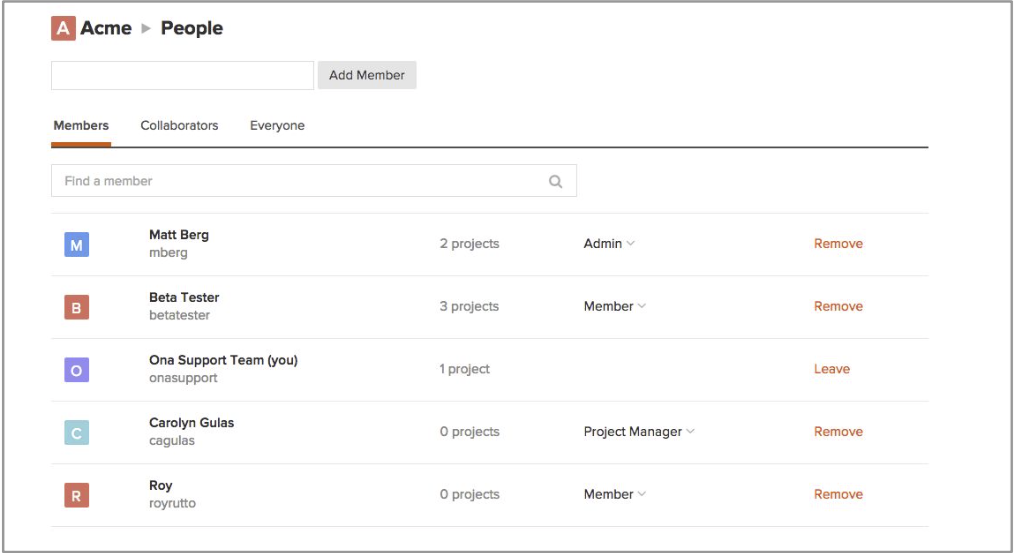 A Acme ▸ People
Add Member
Members Collaborators Everyone
Find a member
M Matt Berg 2 projects Admin Remove
mberg
B Beta Tester 3 projects Member Remove
betatester
O Ona Support Team (you) 1 project Leave
onasupport
C Carolyn Gulas 0 projects Project Manager Remove
cagulas
R Roy 0 projects Member Remove
royrutto